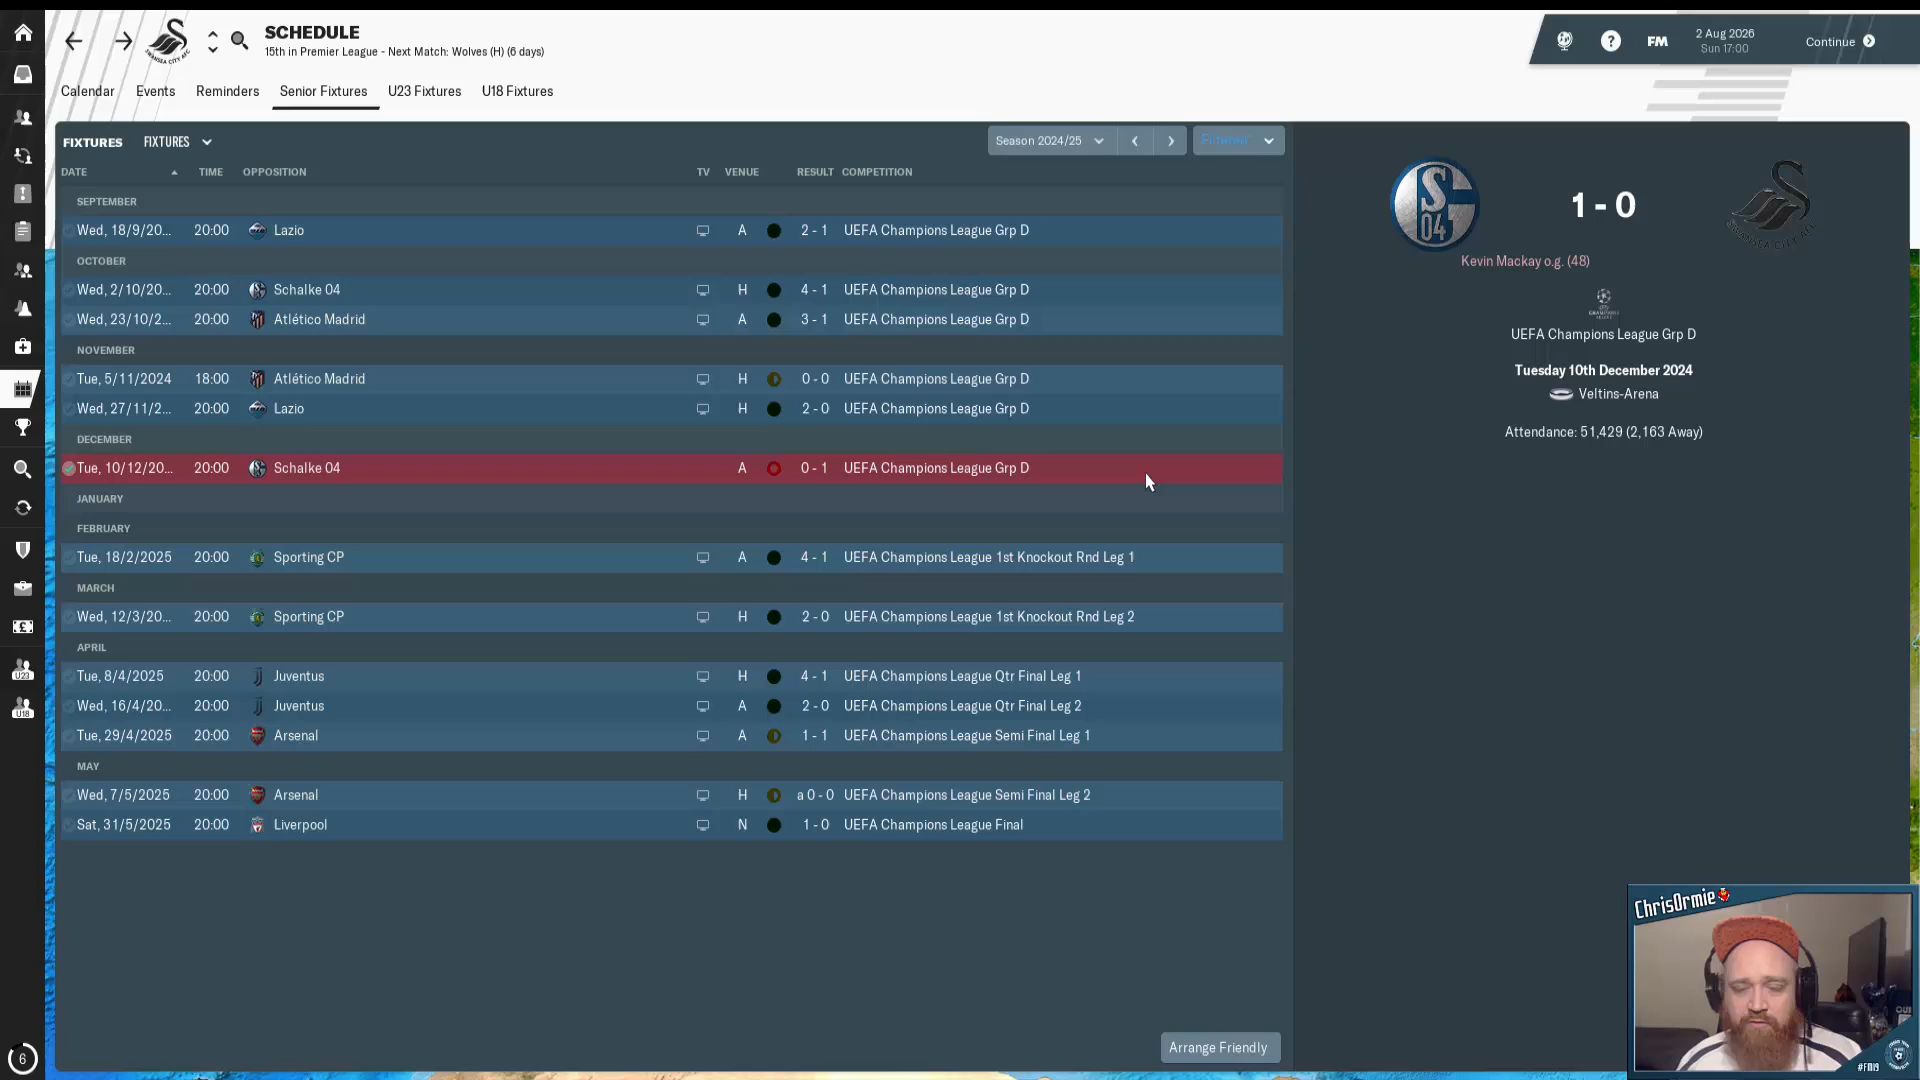 SCHEDULE
15th in Premier League - Next Match: Wolves (H) (6 days)
FM
2 Aug 2026
Sun 17:00
Continue
Calendar Events Reminders Senior Fixtures U23 Fixtures U18 Fixtures
FIXTURES FIXTURES Season 2024/25
DATE TIME OPPOSITION TV VENUE RESULT COMPETITION
SEPTEMBER
Wed, 18/9/20... 20:00 Lazio A 2 - 1 UEFA Champions League Grp D
OCTOBER
Wed, 2/10/20... 20:00 Schalke 04 H 4 - 1 UEFA Champions League Grp D
Wed, 23/10/2... 20:00 Atlético Madrid A 3 - 1 UEFA Champions League Grp D
NOVEMBER
Tue, 5/11/2024 18:00 Atlético Madrid H 0 - 0 UEFA Champions League Grp D
Wed, 27/11/2... 20:00 Lazio H 2 - 0 UEFA Champions League Grp D
DECEMBER
Tue, 10/12/20... 20:00 Schalke 04 A 0 - 1 UEFA Champions League Grp D
JANUARY
FEBRUARY
Tue, 18/2/2025 20:00 Sporting CP A 4 - 1 UEFA Champions League 1st Knockout Rnd Leg 1
MARCH
Wed, 12/3/20... 20:00 Sporting CP H 2 - 0 UEFA Champions League 1st Knockout Rnd Leg 2
APRIL
Tue, 8/4/2025 20:00 Juventus H 4 - 1 UEFA Champions League Qtr Final Leg 1
Wed, 16/4/20... 20:00 Juventus A 2 - 0 UEFA Champions League Qtr Final Leg 2
Tue, 29/4/2025 20:00 Arsenal A 1 - 1 UEFA Champions League Semi Final Leg 1
MAY
Wed, 7/5/2025 20:00 Arsenal H a 0 - 0 UEFA Champions League Semi Final Leg 2
Sat, 31/5/2025 20:00 Liverpool N 1 - 0 UEFA Champions League Final
Arrange Friendly
S 04
1 - 0
SWANSEA CITY AFC
Kevin Mackay o.g. (48)
UEFA Champions League Grp D
Tuesday 10th December 2024
Veltins-Arena
Attendance: 51,429 (2,163 Away)
U23
U18
6
ChrisOrmie
#FM19